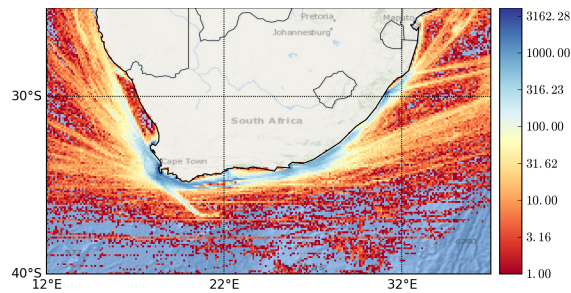 Pretoria
Maputo
Johannesburg
30°S
South Africa
Cape Town
40°S
12°E
22°E
32°E
3162.28
1000.00
316.23
100.00
31.62
10.00
3.16
1.00